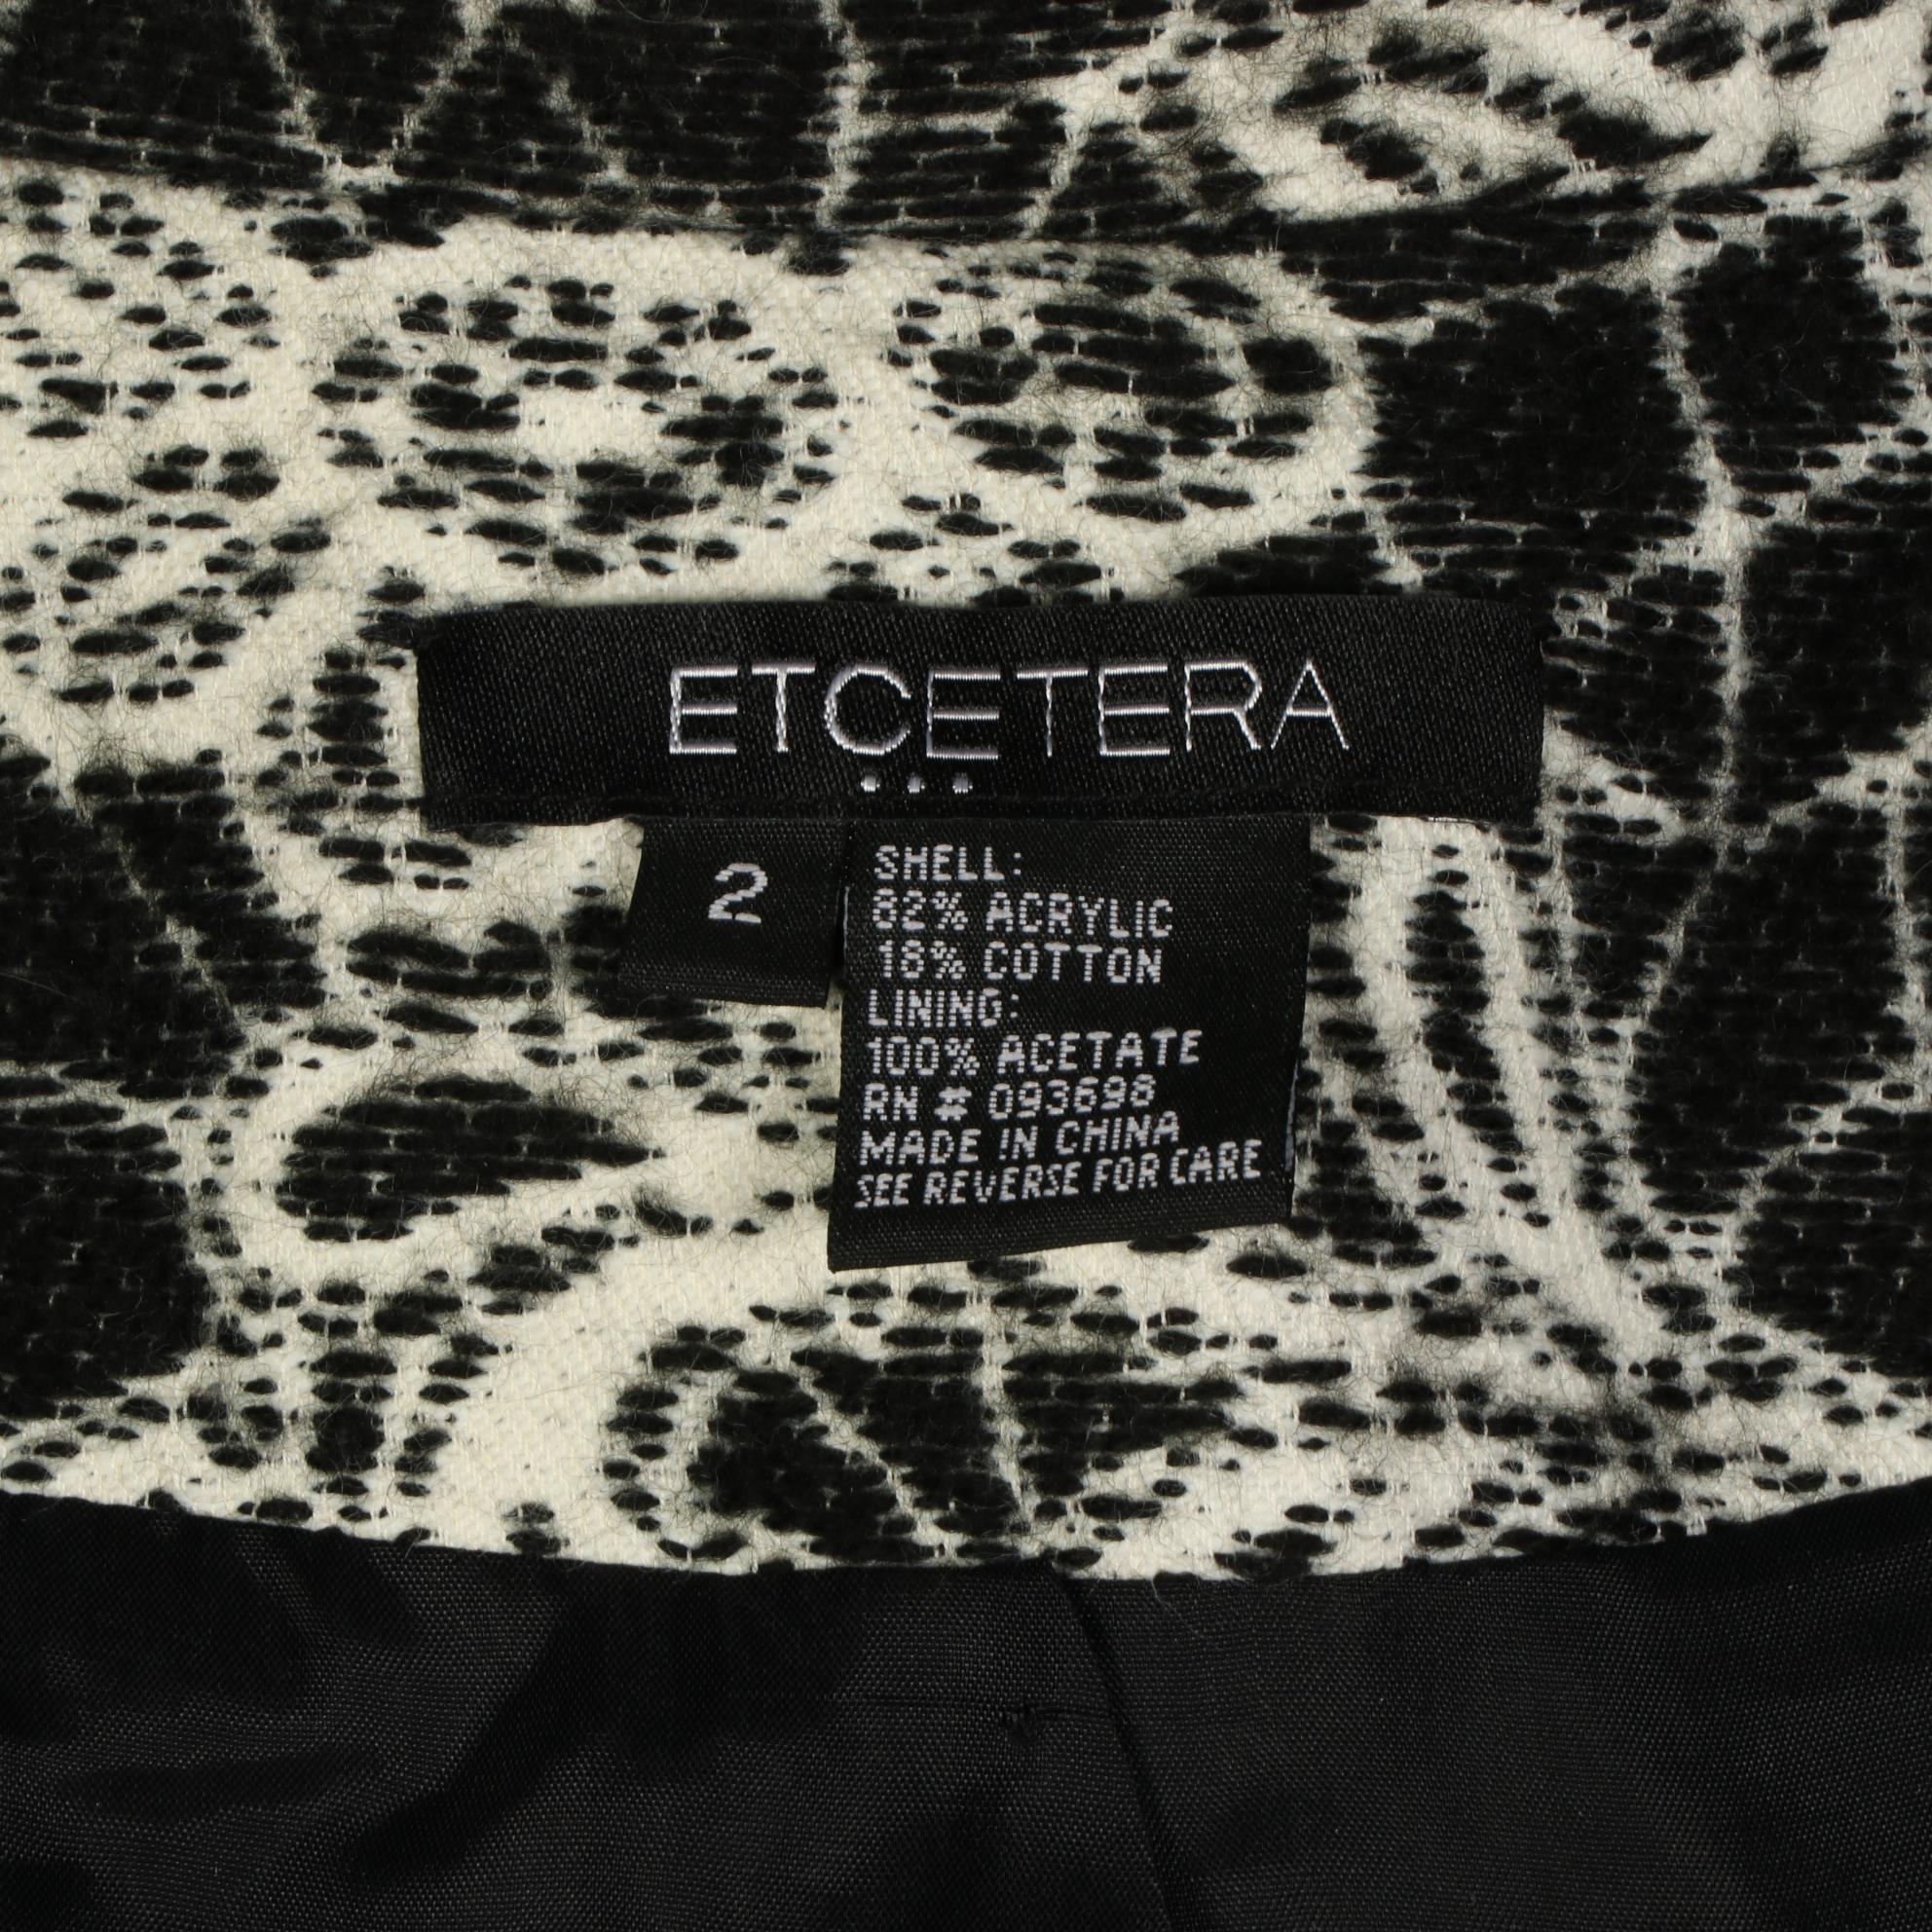 ETCETERA
...
2
SHELL:
82% ACRYLIC
18% COTTON
LINING:
100% ACETATE
RN # 093698
MADE IN CHINA
SEE REVERSE FOR CARE